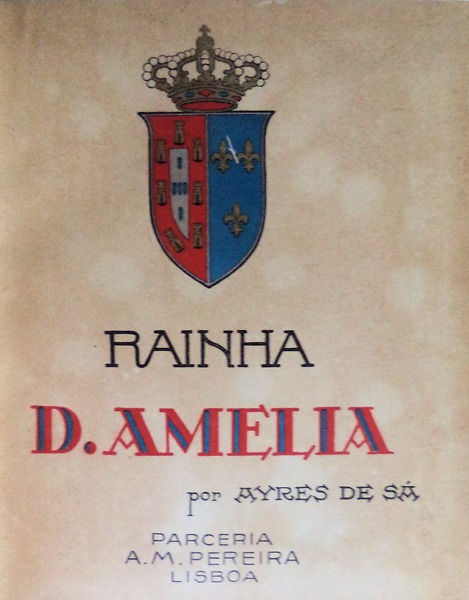 RAINHA
D. AMELIA
por AYRES DE SÁ
PARCERIA
A. M. PEREIRA
LISBOA